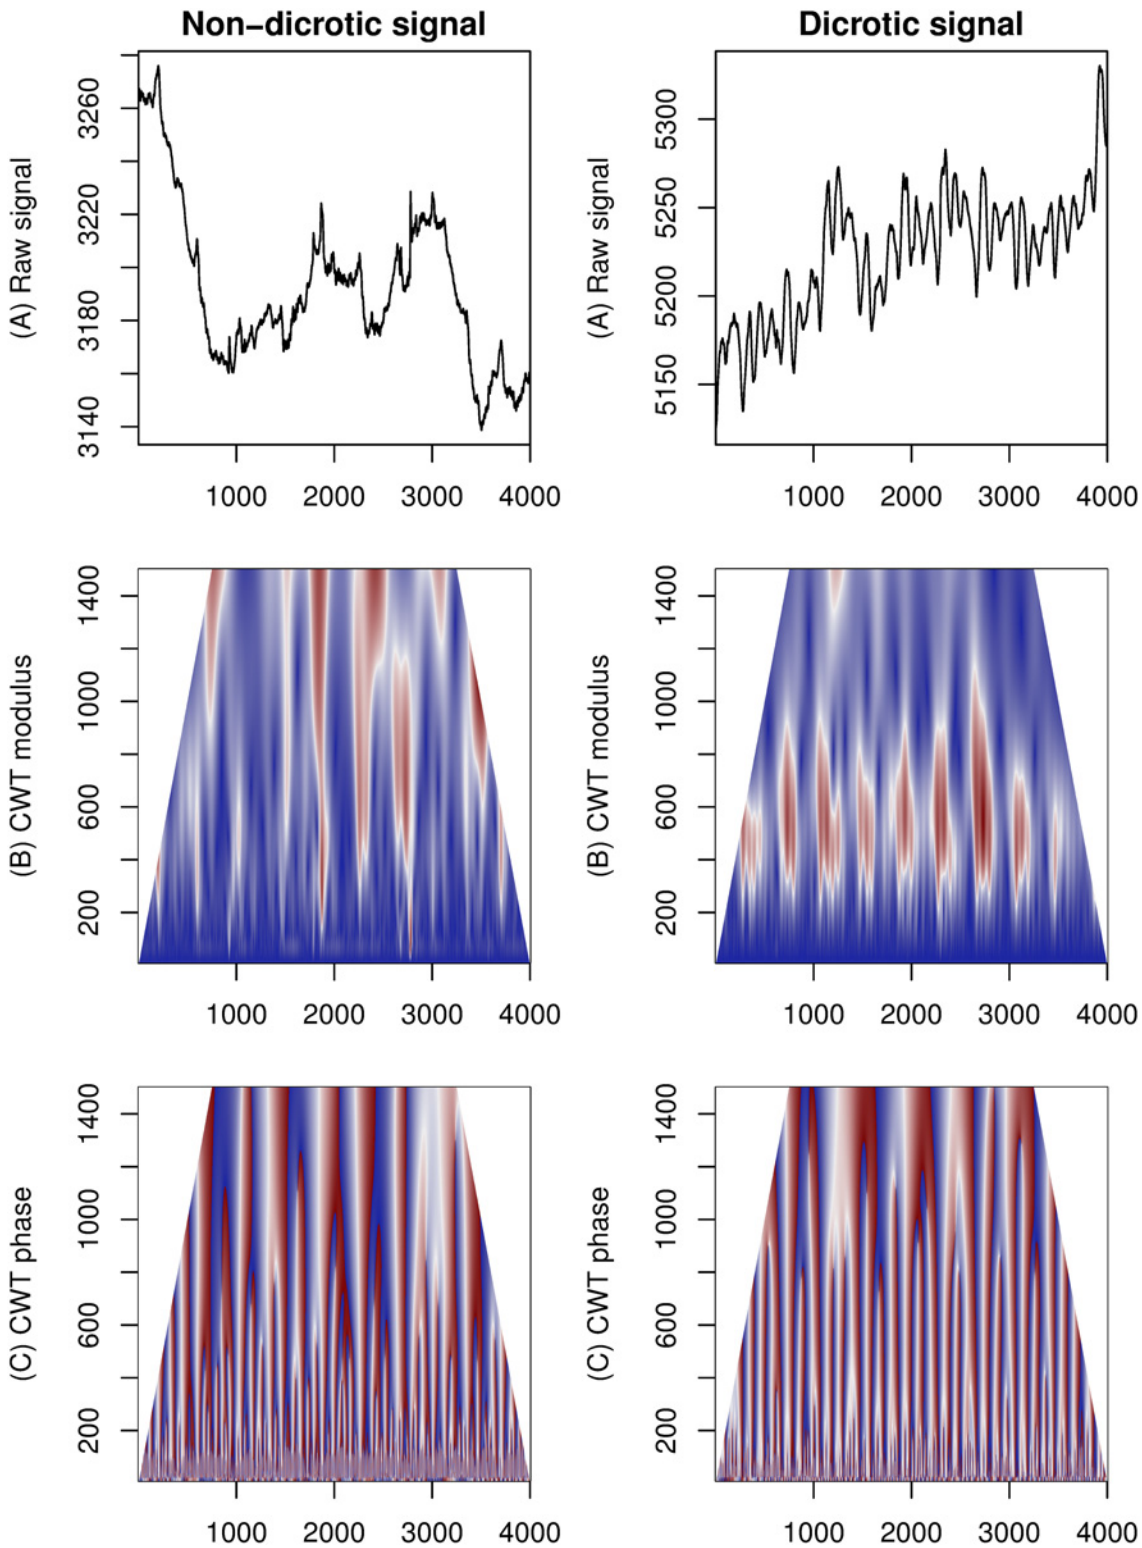 Non−dicrotic signal
Dicrotic signal
(A) Raw signal
3260
3220
3180
3140
1000 2000 3000 4000
(A) Raw signal
5300
5250
5200
5150
1000 2000 3000 4000
(B) CWT modulus
1400
1000
600
200
1000 2000 3000 4000
(B) CWT modulus
1400
1000
600
200
1000 2000 3000 4000
(C) CWT phase
1400
1000
600
200
1000 2000 3000 4000
(C) CWT phase
1400
1000
600
200
1000 2000 3000 4000